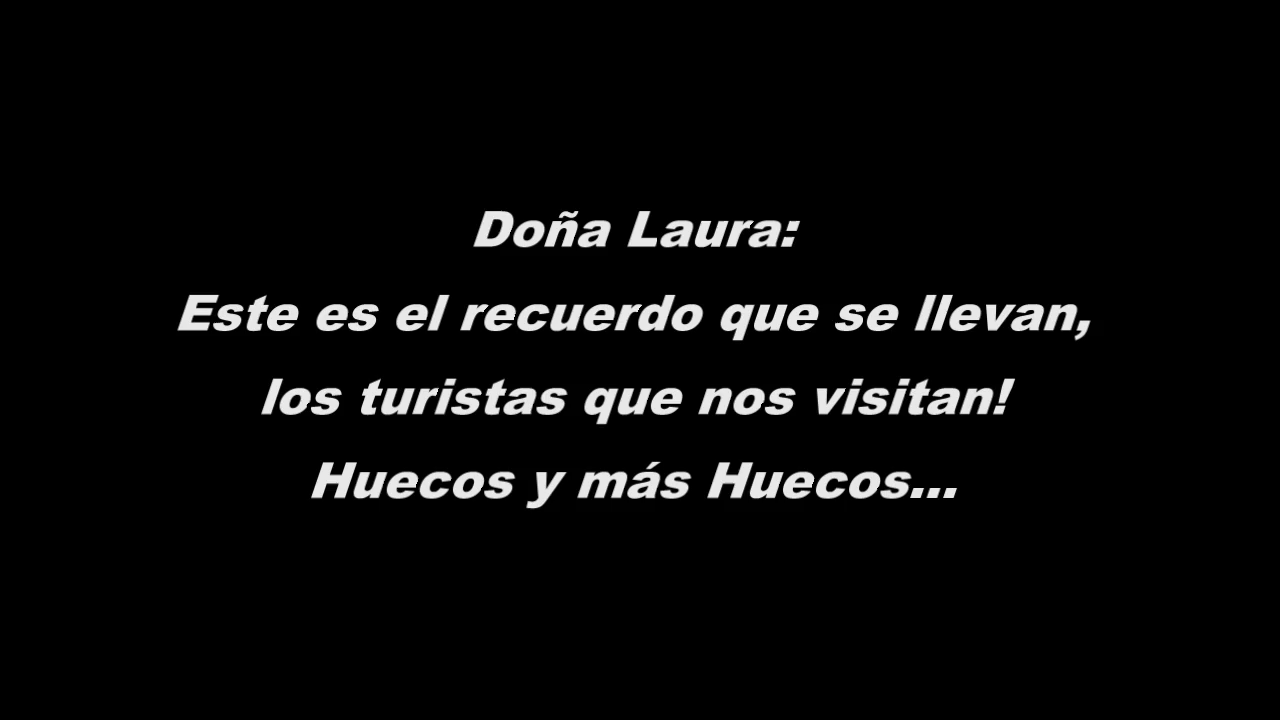 Doña Laura:
Este es el recuerdo que se llevan,
los turistas que nos visitan!
Huecos y más Huecos...